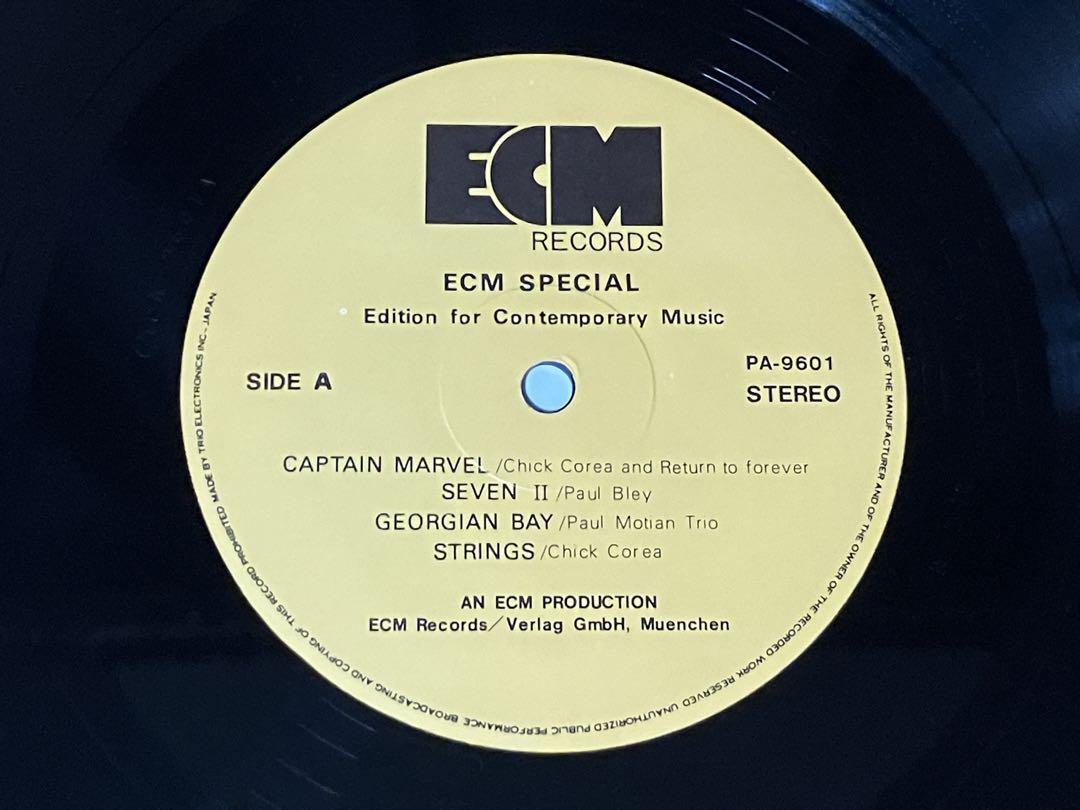 ECM
RECORDS
ECM SPECIAL
Edition for Contemporary Music
SIDE A
PA-9601
STEREO
CAPTAIN MARVEL /Chick Corea and Return to forever
SEVEN II /Paul Bley
GEORGIAN BAY /Paul Motian Trio
STRINGS /Chick Corea
AN ECM PRODUCTION
ECM Records／Verlag GmbH, Muenchen
ALL RIGHTS OF THE MANUFACTURER AND OF THE OWNER OF THE RECORDED WORK RESERVED UNAUTHORIZED PUBLIC PERFORMANCE BROADCASTING AND COPYING OF THIS RECORD PROHIBITED MADE BY TRIO ELECTRONICS INC-JAPAN